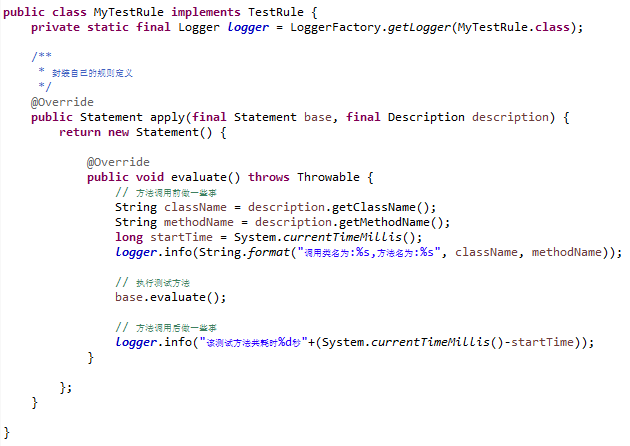 public class MyTestRule implements TestRule {
private static final Logger logger = LoggerFactory.getLogger(MyTestRule.class);
/**
* 封装自己的规则定义
*/
@Override
public Statement apply(final Statement base, final Description description) {
return new Statement() {
@Override
public void evaluate() throws Throwable {
// 方法调用前做一些事
String className = description.getClassName();
String methodName = description.getMethodName();
long startTime = System.currentTimeMillis();
logger.info(String.format("调用类名为:%s,方法名为:%s", className, methodName));
// 执行测试方法
base.evaluate();
// 方法调用后做一些事
logger.info("该测试方法共耗时%d秒"+(System.currentTimeMillis()-startTime));
}
};
}
}